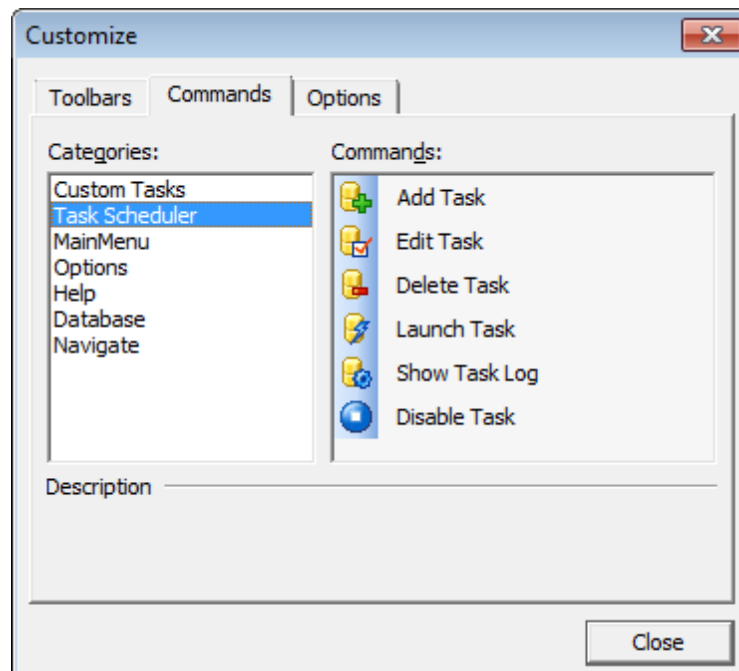 Customize
Toolbars
Commands
Options
Categories:
Custom Tasks
Task Scheduler
MainMenu
Options
Help
Database
Navigate
Commands:
Add Task
Edit Task
Delete Task
Launch Task
Show Task Log
Disable Task
Description
Close